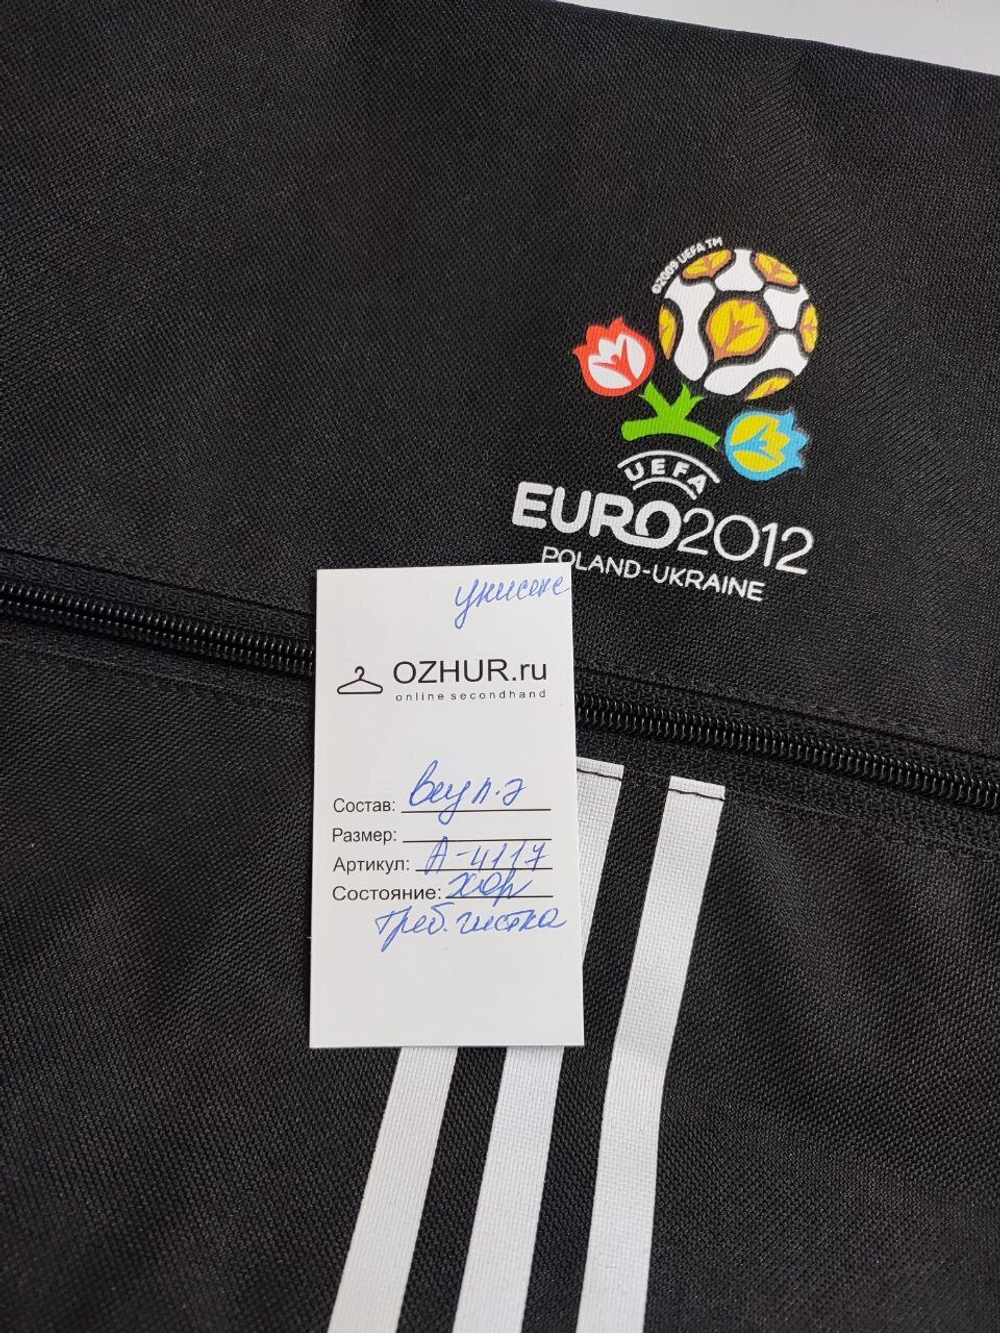 ©2009 UEFA TM
UEFA
EURO2012
POLAND-UKRAINE
унисекс
OZHUR.ru
online secondhand
Состав: п.э
Размер:
Артикул: А-4117
Состояние: хор
треб. чистка